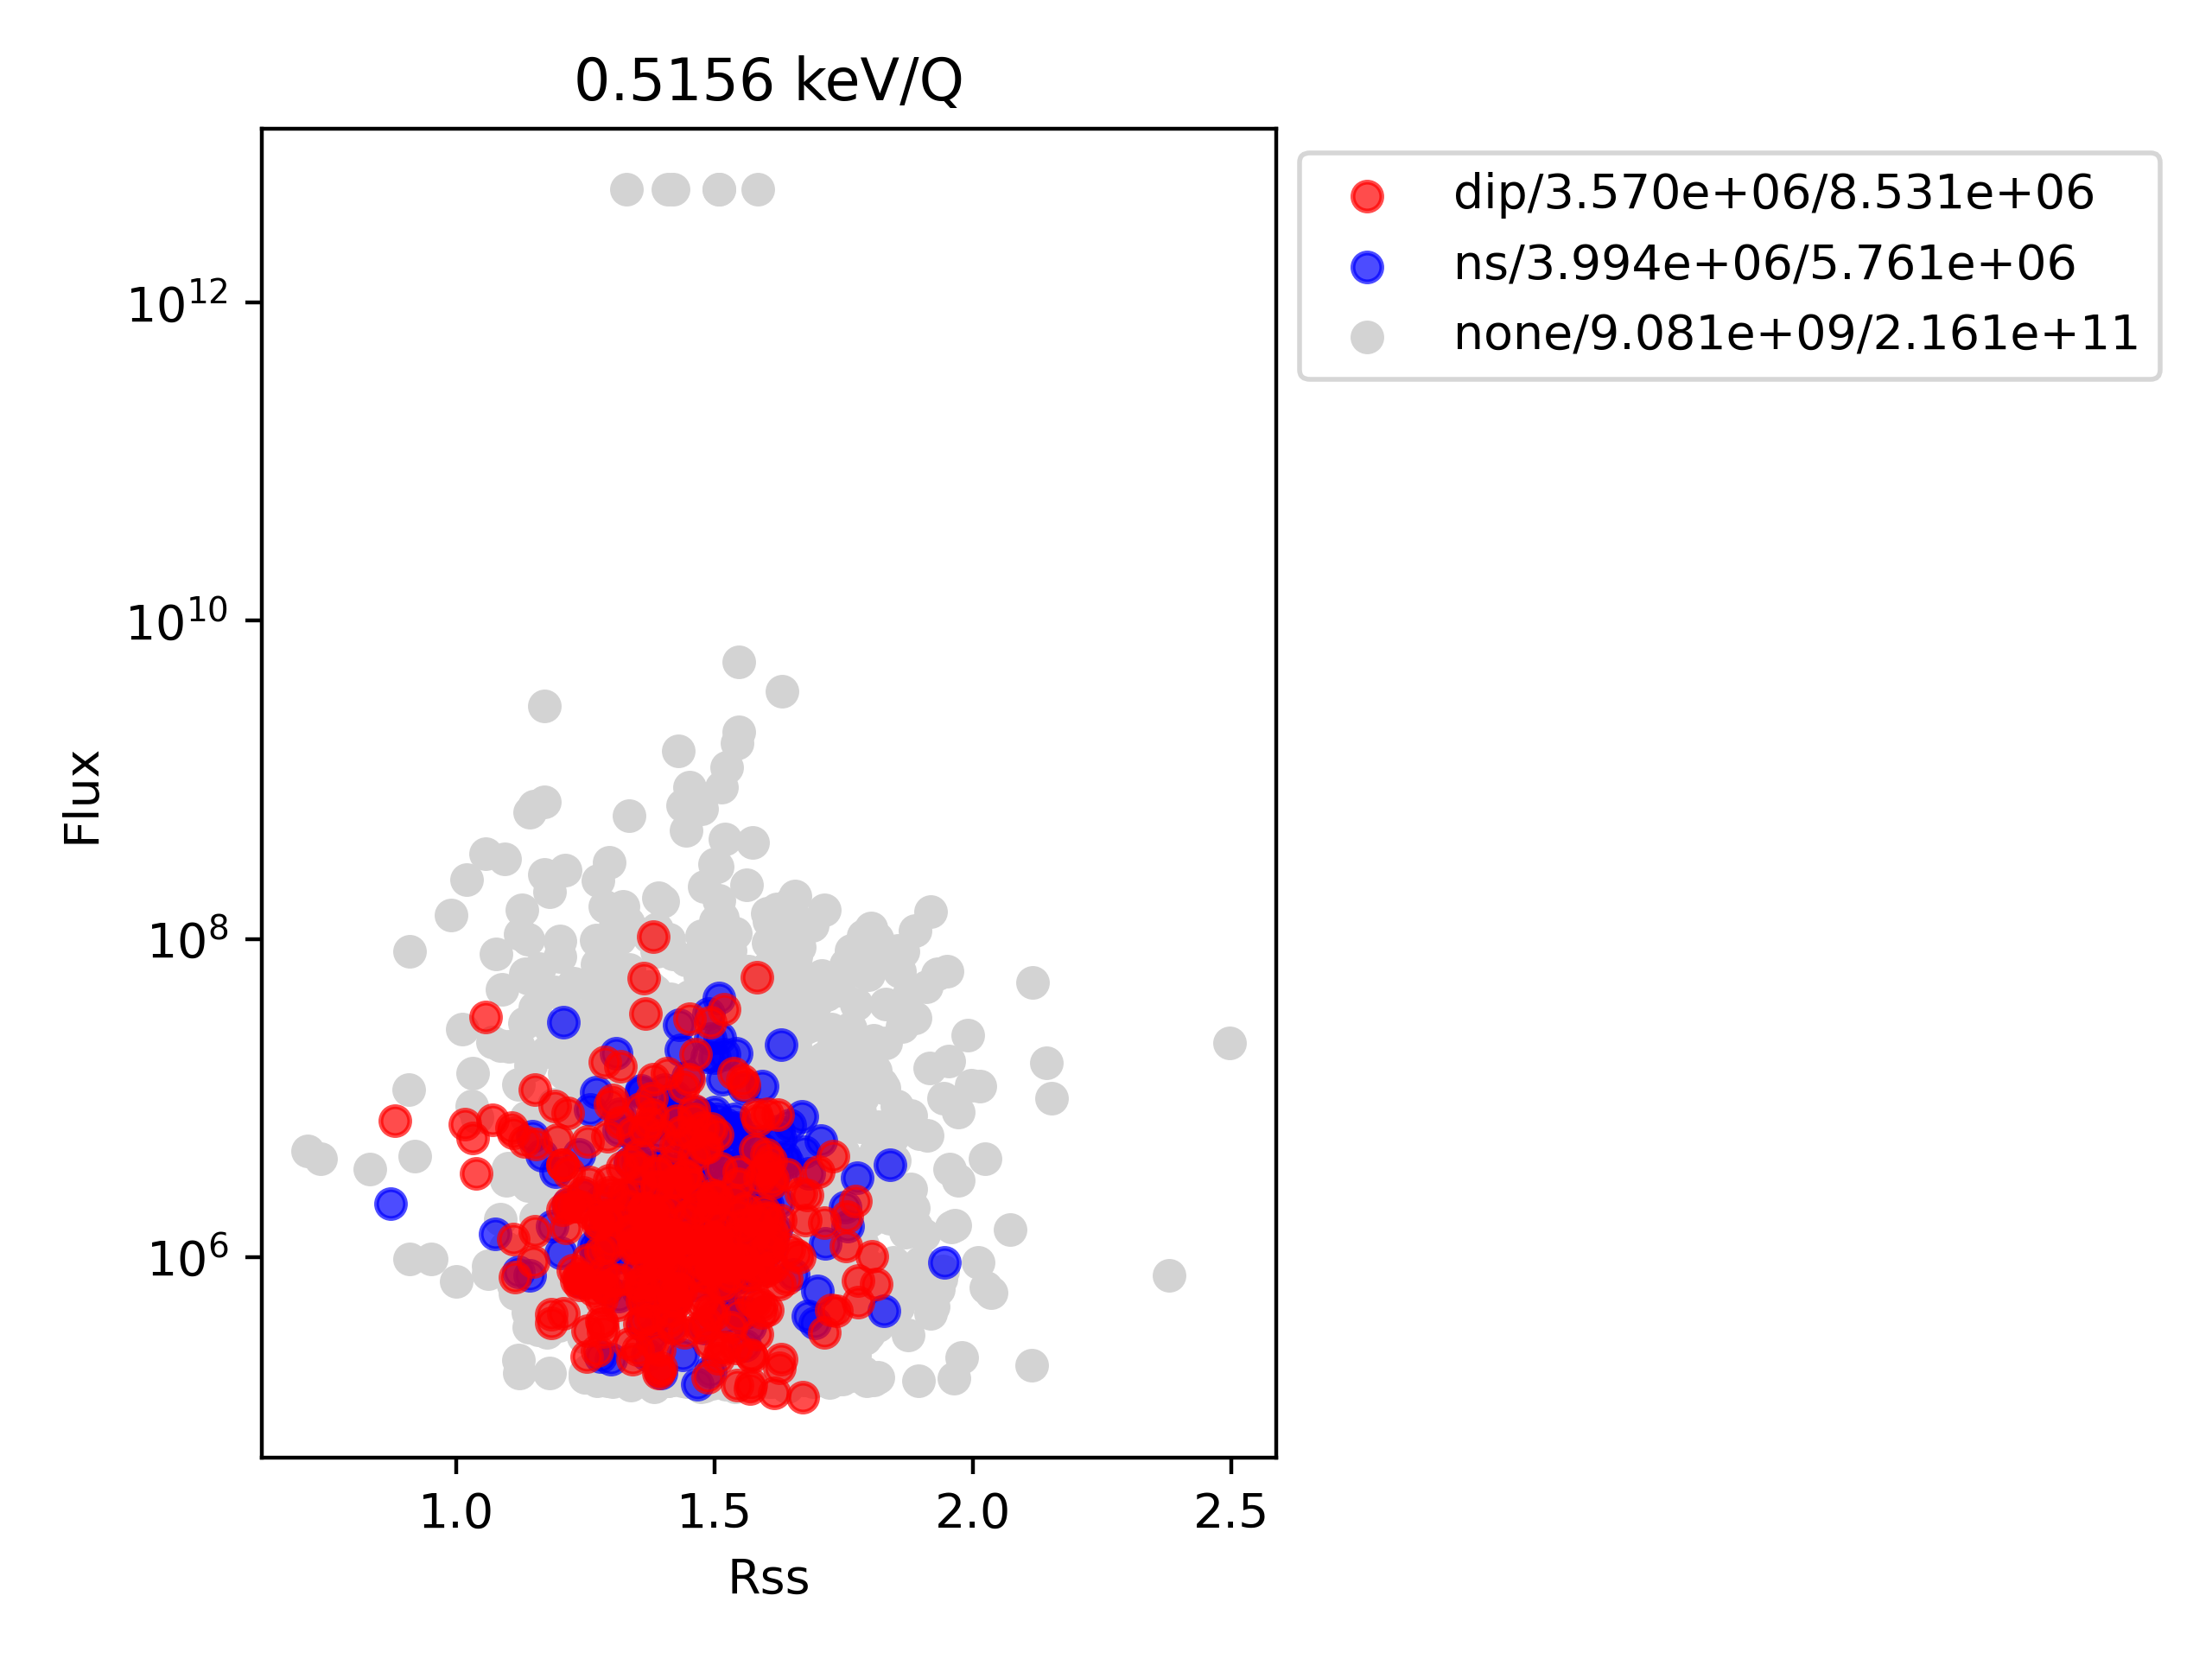 0.5156 keV/Q
dip/3.570e+06/8.531e+06
ns/3.994e+06/5.761e+06
none/9.081e+09/2.161e+11
10^12
10^10
10^8
10^6
Flux
1.0 1.5 2.0 2.5
Rss